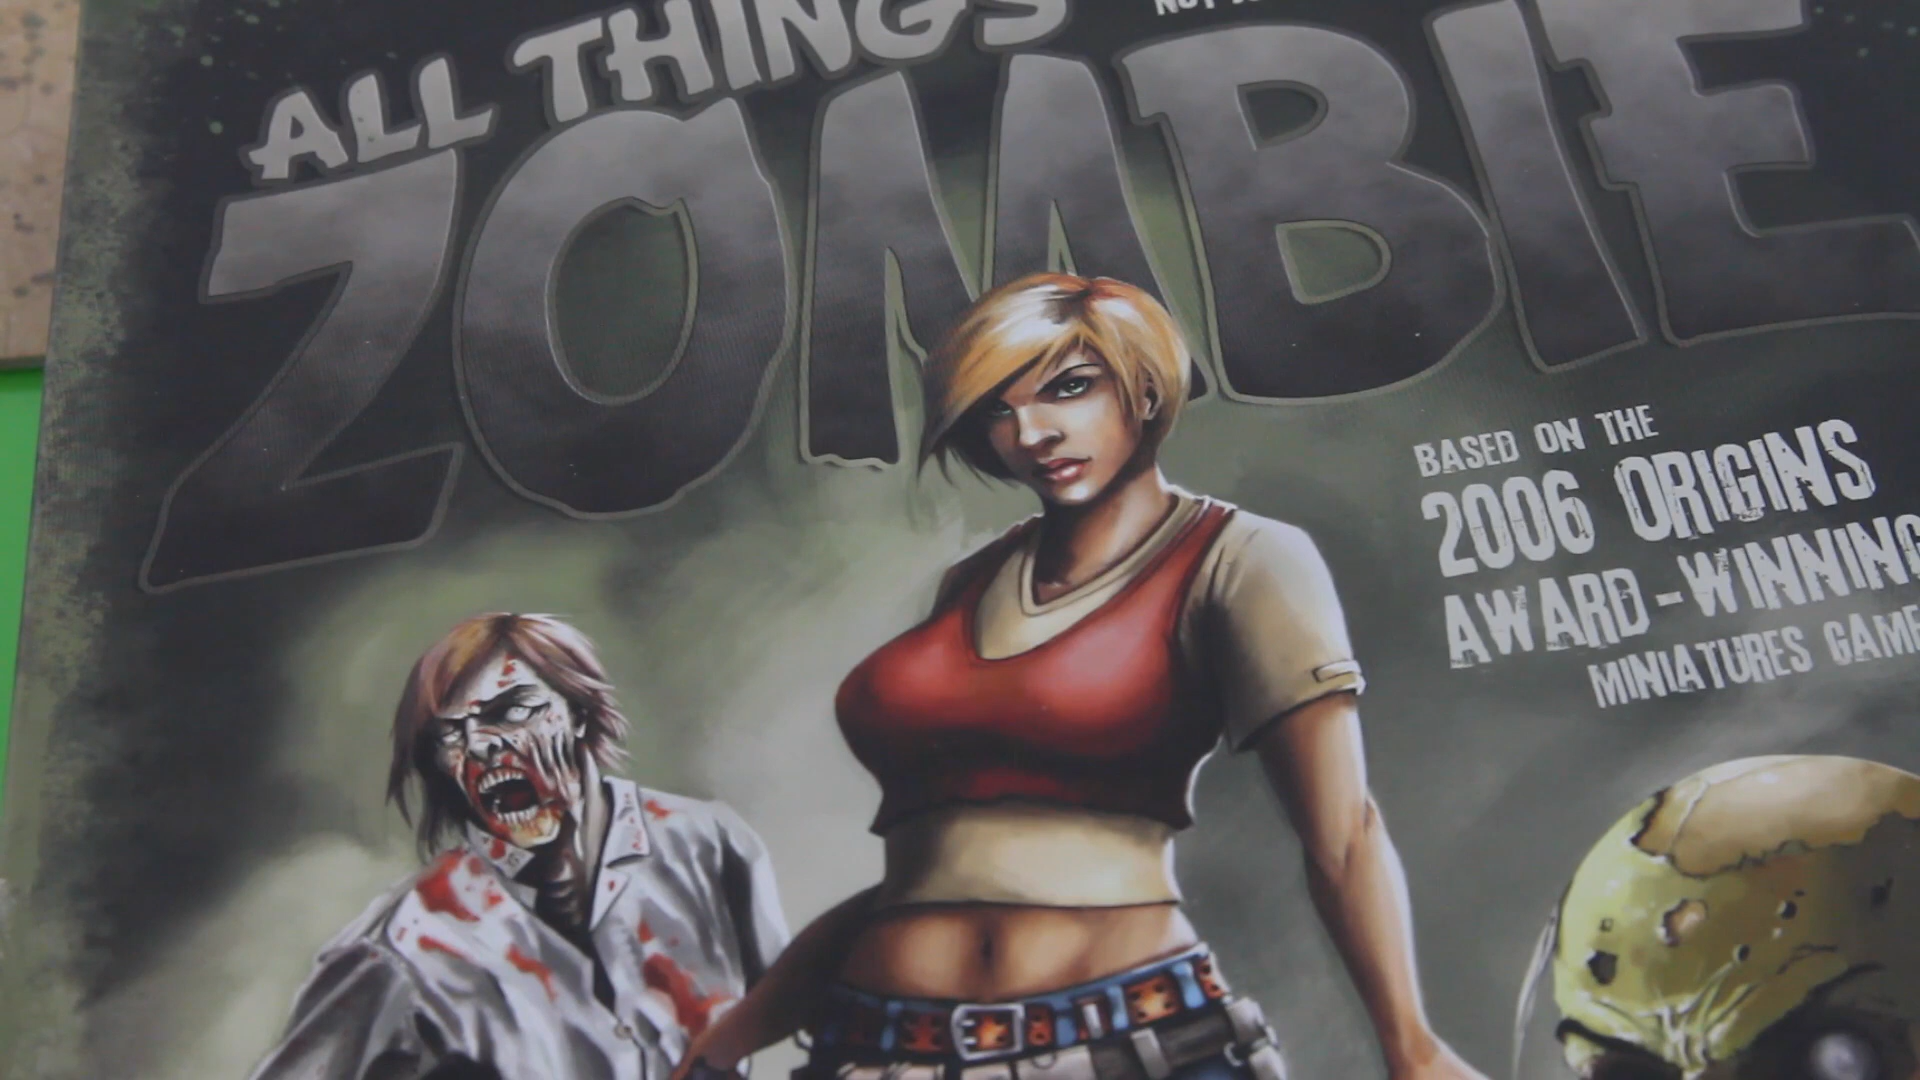 ALL THINGS
ZOMBIE
BASED ON THE
2006 ORIGINS
AWARD-WINNING
MINIATURES GAME